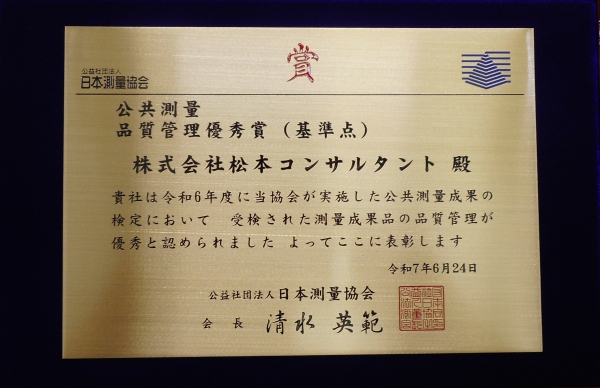 賞
公益社団法人
日本測量協会
公共測量
品質管理優秀賞（基準点）
株式会社松本コンサルタント 殿
貴社は令和6年度に当協会が実施した公共測量成果の
検定において 受検された測量成果品の品質管理が
優秀と認められました よってここに表彰します
令和7年6月24日
公益社団法人日本測量協会
会長 清水 英範